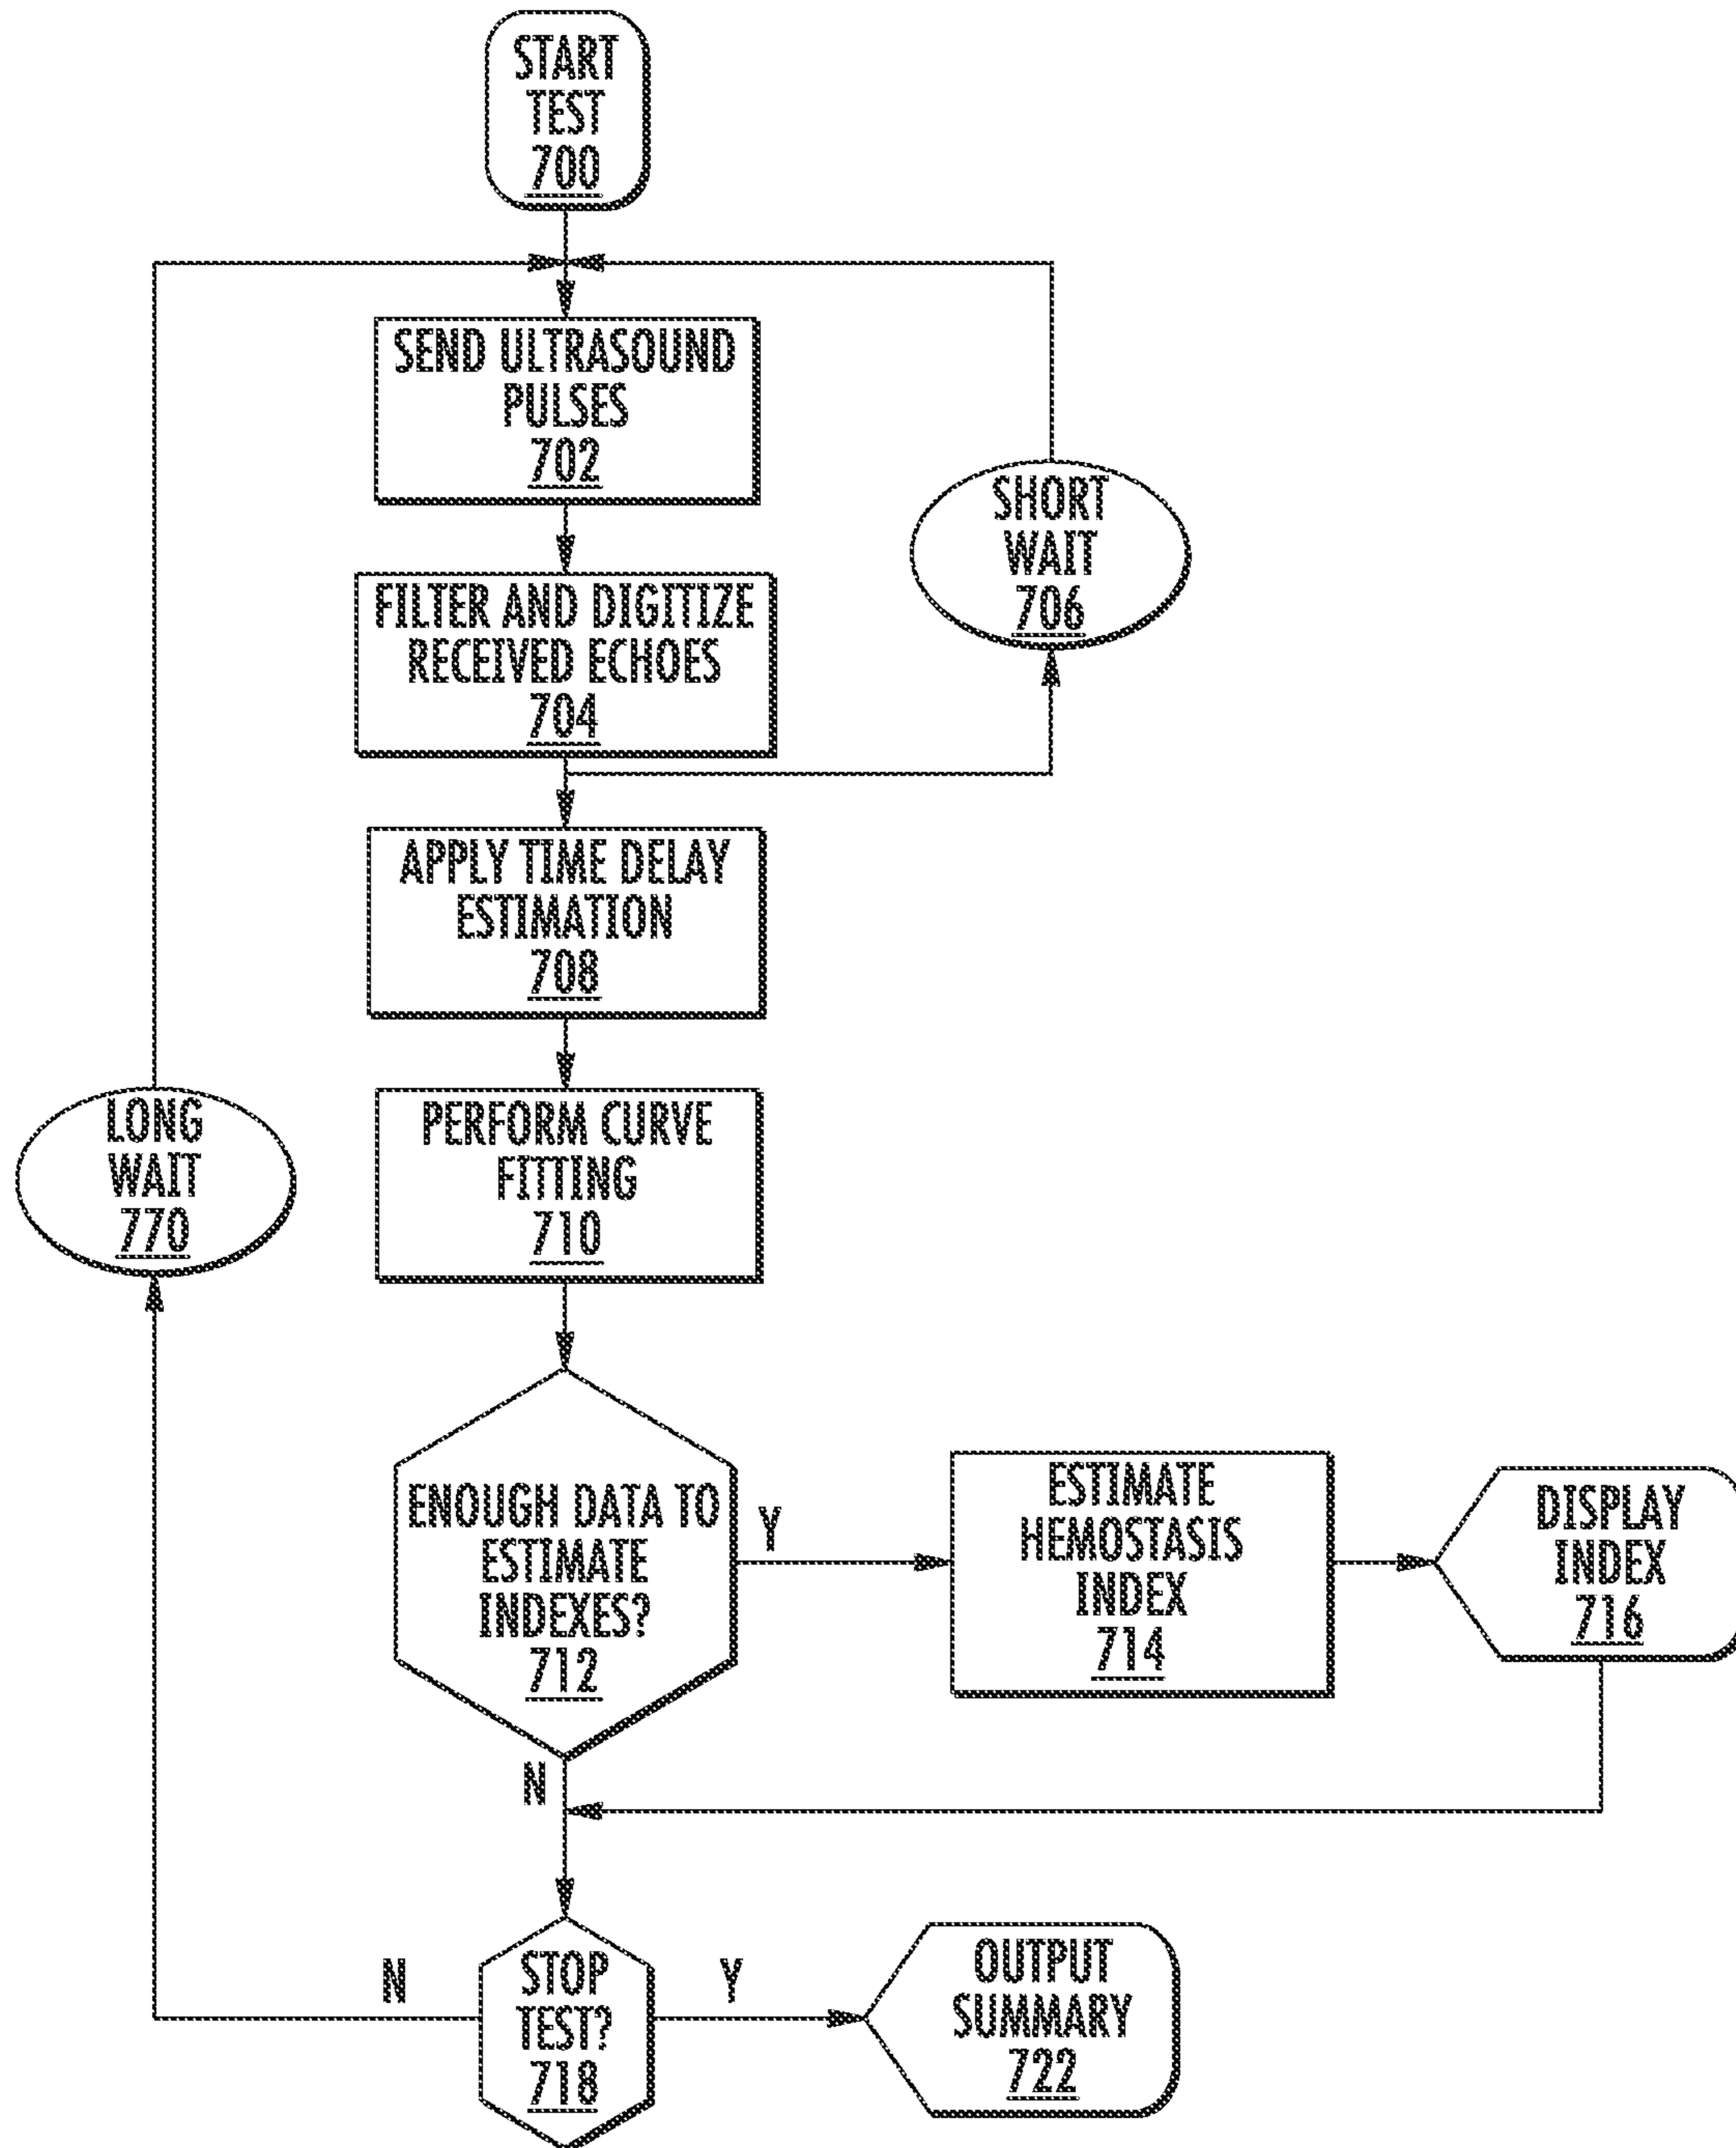 START
TEST
700
SEND ULTRASOUND
PULSES
702
SHORT
WAIT
706
FILTER AND DIGITIZE
RECEIVED ECHOES
704
APPLY TIME DELAY
ESTIMATION
708
LONG
WAIT
770
PERFORM CURVE
FITTING
710
ENOUGH DATA TO
ESTIMATE
INDEXES?
712
Y
ESTIMATE
HEMOSTASIS
INDEX
714
DISPLAY
INDEX
716
N
N
STOP
TEST?
718
Y
OUTPUT
SUMMARY
722